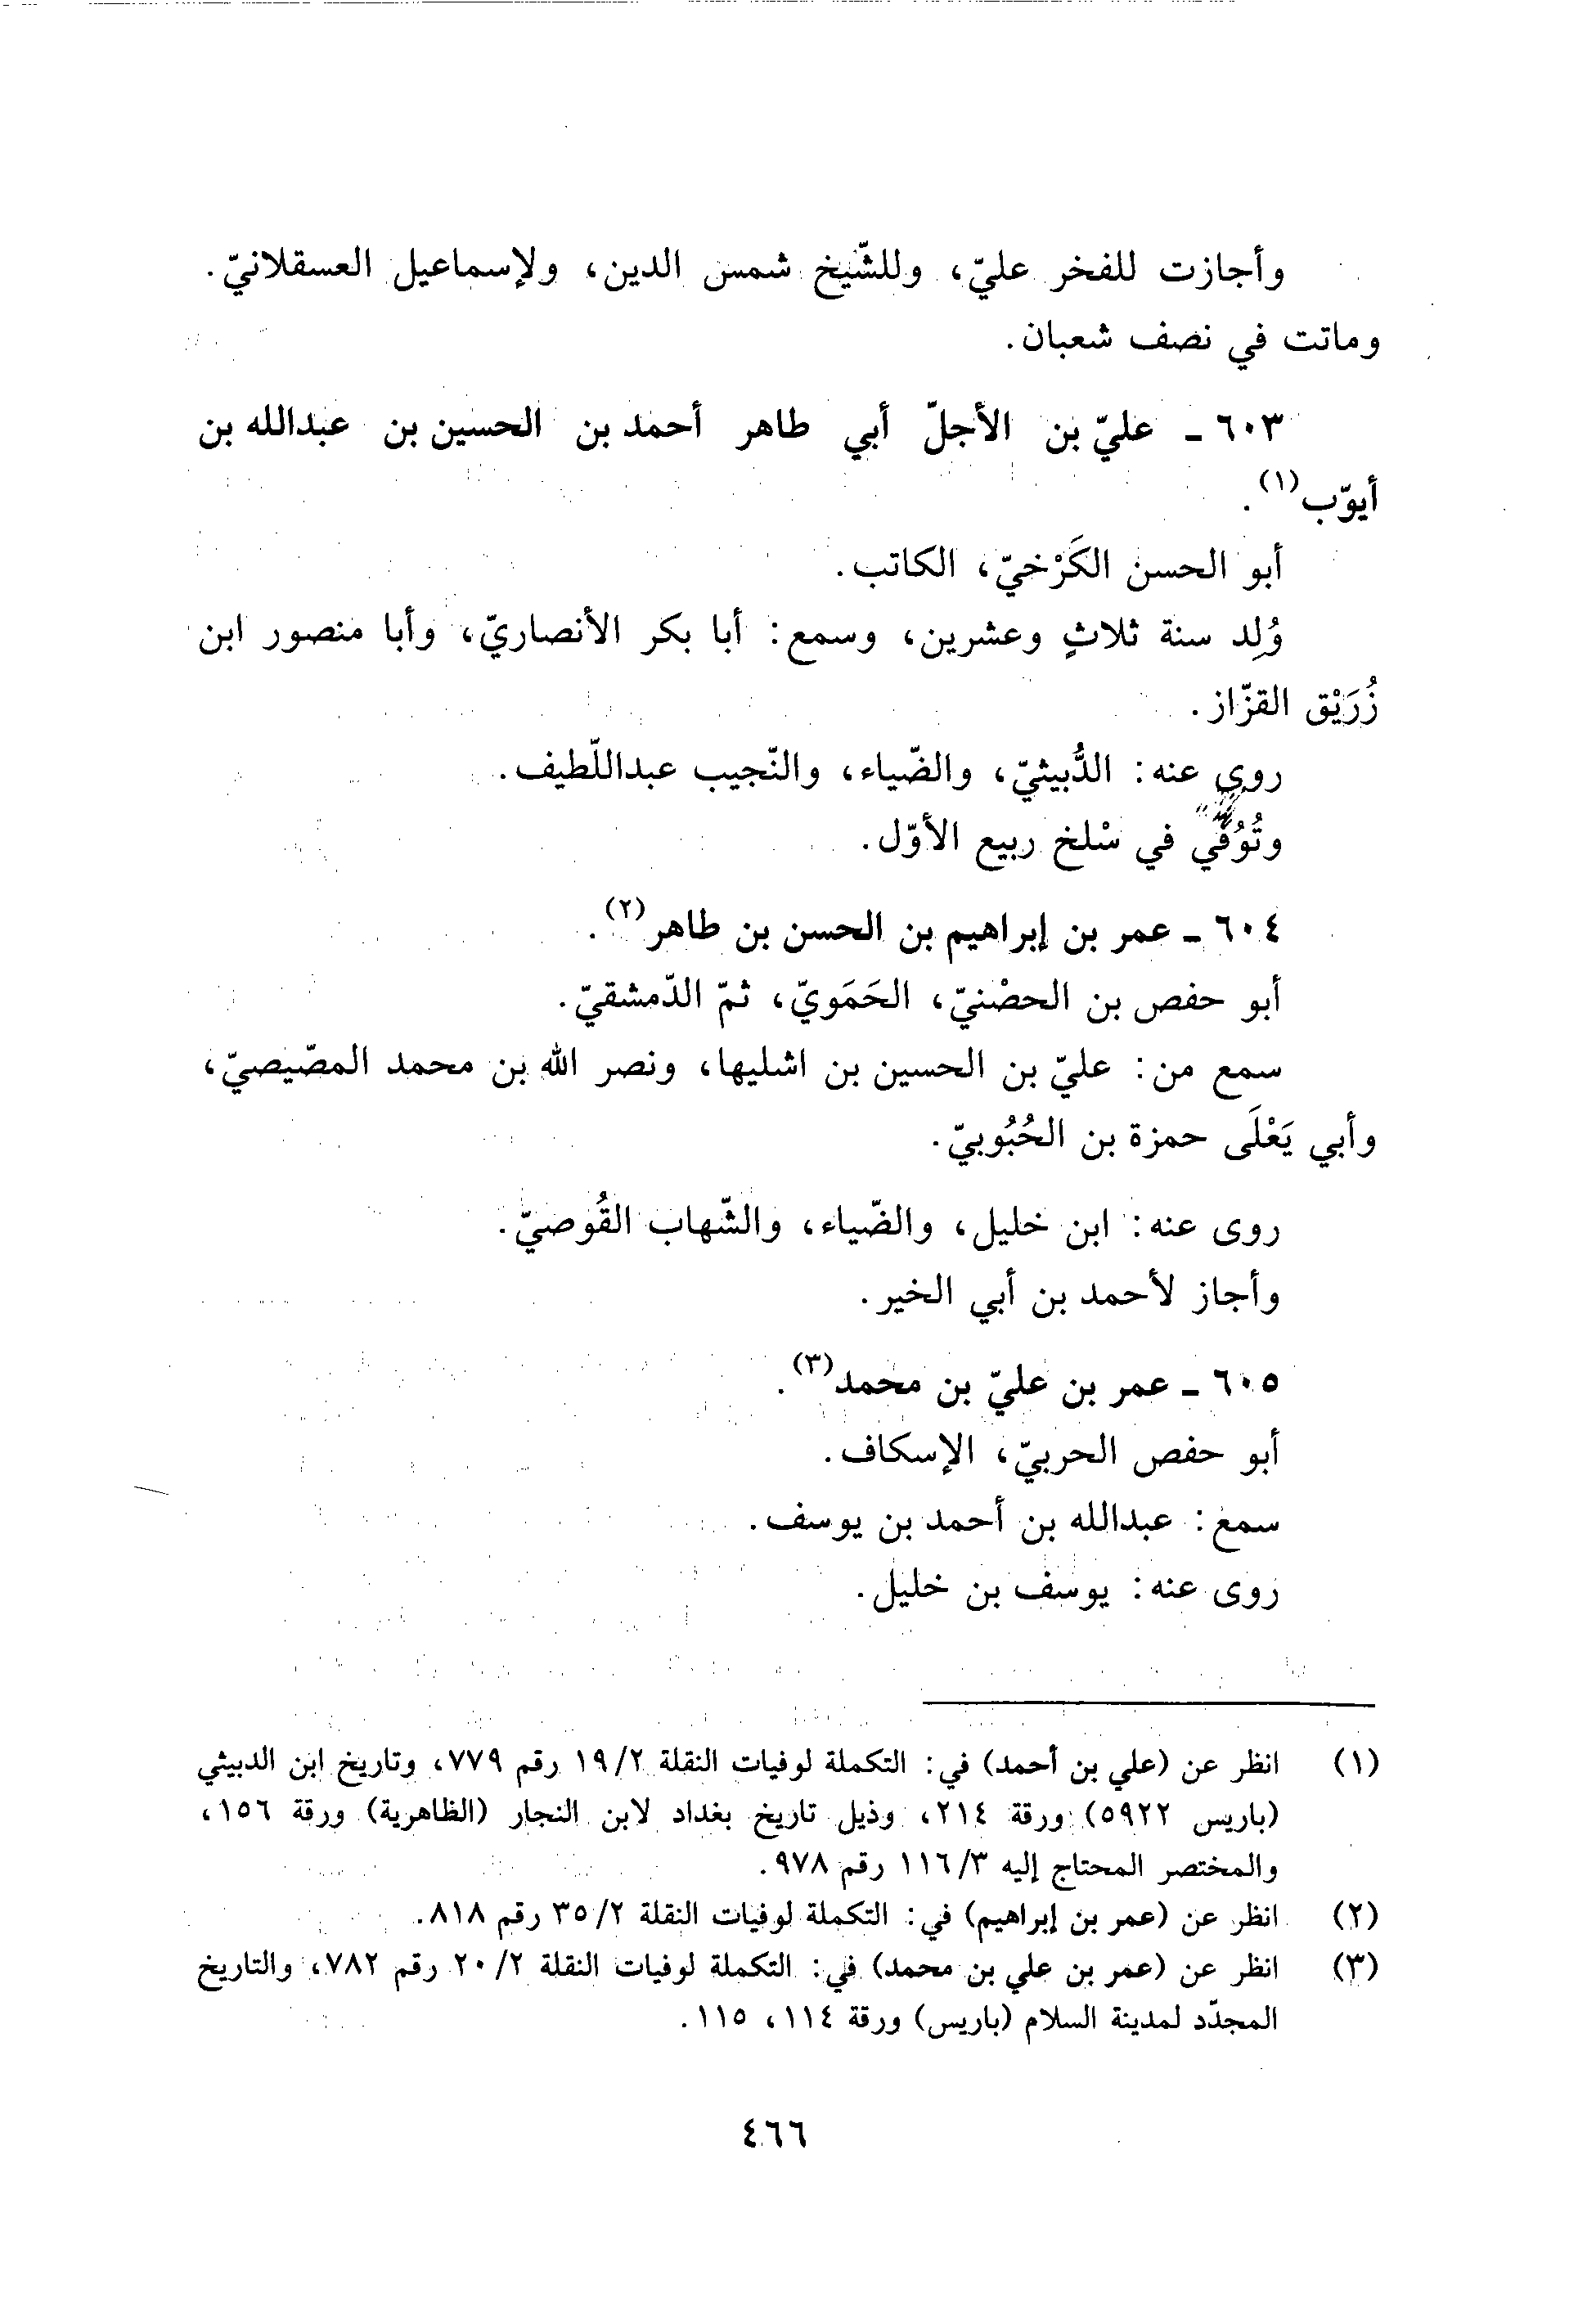 وأجازت للفخر عليّ، وللشّيخ شمس الدين، ولإسماعيل العسقلانيّ.
وماتت في نصف شعبان.
٦٠٣ ـ عليّ بن الأجلّ أبي طاهر أحمد بن الحسين بن عبدالله بن
أيوّب(١).
أبو الحسن الكَرْخيّ، الكاتب.
وُلِد سنة ثلاثٍ وعشرين، وسمع: أبا بكر الأنصاريّ، وأبا منصور ابن
زُرَيْق القزّاز.
روى عنه: الدُّبيثيّ، والضّياء، والنّجيب عبداللّطيف.
وتُوُفّي في سْلخ ربيع الأوّل.
٦٠٤ ـ عمر بن إبراهيم بن الحسن بن طاهر(٢).
أبو حفص بن الحصْنيّ، الحَمَويّ، ثمّ الدّمشقيّ.
سمع من: عليّ بن الحسين بن اشليها، ونصر الله بن محمد المصّيصيّ،
وأبي يَعْلَى حمزة بن الحُبُوبيّ.
روى عنه: ابن خليل، والضّياء، والشّهاب القُوصيّ.
وأجاز لأحمد بن أبي الخير.
٦٠٥ ـ عمر بن عليّ بن محمد(٣).
أبو حفص الحربيّ، الإسكاف.
سمع: عبدالله بن أحمد بن يوسف.
روى عنه: يوسف بن خليل.
(١) انظر عن (علي بن أحمد) في: التكملة لوفيات النقلة ١٩/٢ رقم ٧٧٩، وتاريخ ابن الدبيثي
(باريس ٥٩٢٢) ورقة ٢١٤، وذيل تاريخ بغداد لابن النجار (الظاهرية) ورقة ١٥٦،
والمختصر المحتاج إليه ١١٦/٣ رقم ٩٧٨.
(٢) انظر عن (عمر بن إبراهيم) في: التكملة لوفيات النقلة ٣٥/٢ رقم ٨١٨.
(٣) انظر عن (عمر بن علي بن محمد) في: التكملة لوفيات النقلة ٢٠/٢ رقم ٧٨٢، والتاريخ
المجدّد لمدينة السلام (باريس) ورقة ١١٤، ١١٥.
٤٦٦